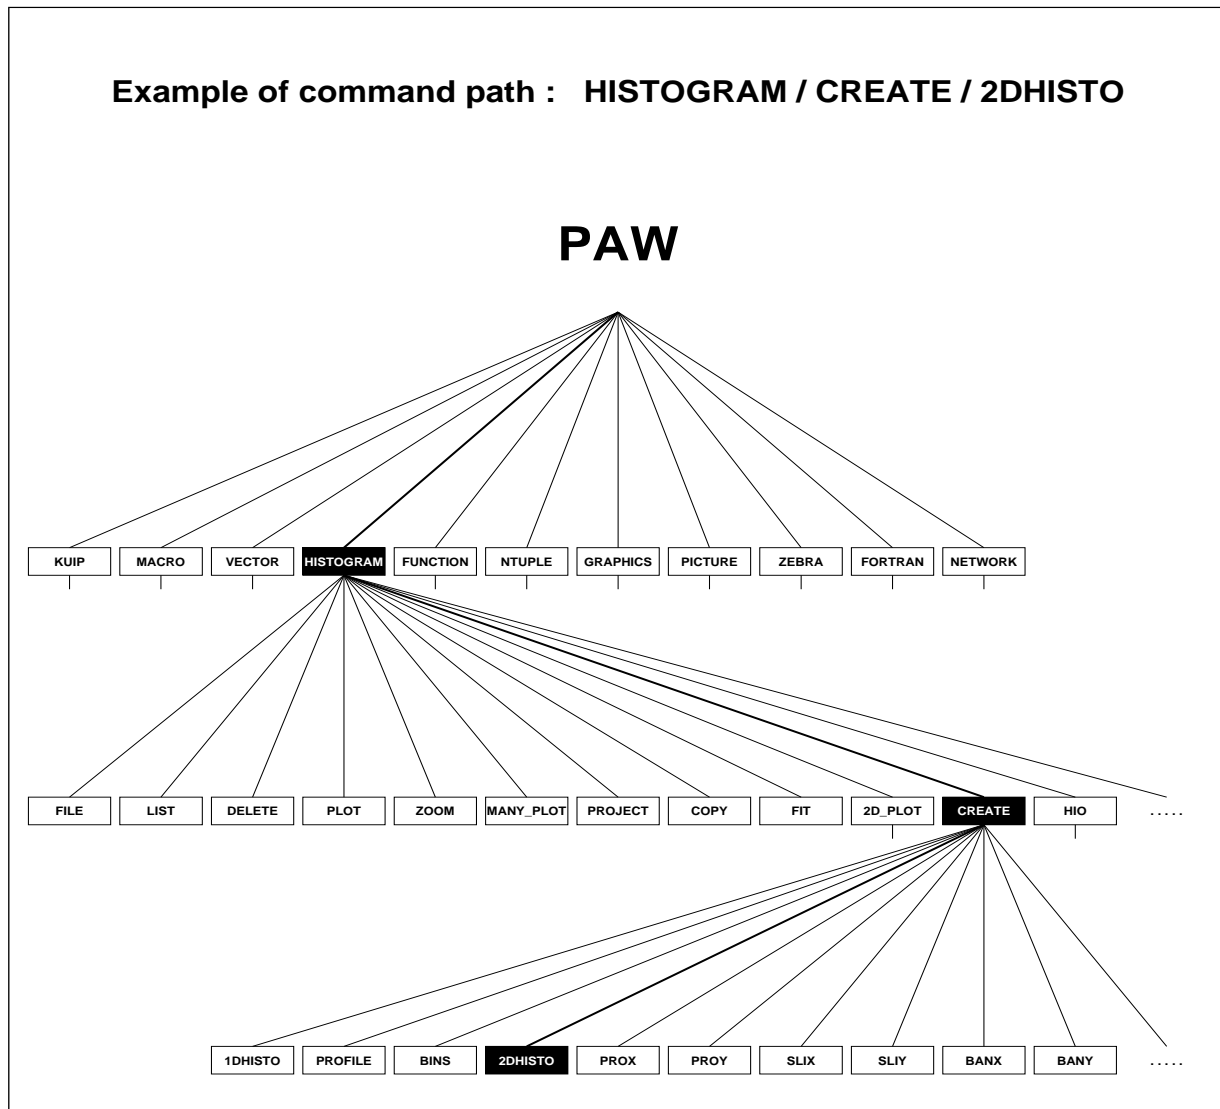 Example of command path :   HISTOGRAM / CREATE / 2DHISTO
PAW
KUIP MACRO VECTOR HISTOGRAM FUNCTION NTUPLE GRAPHICS PICTURE ZEBRA FORTRAN NETWORK
FILE LIST DELETE PLOT ZOOM MANY_PLOT PROJECT COPY FIT 2D_PLOT CREATE HIO .....
1DHISTO PROFILE BINS 2DHISTO PROX PROY SLIX SLIY BANX BANY .....